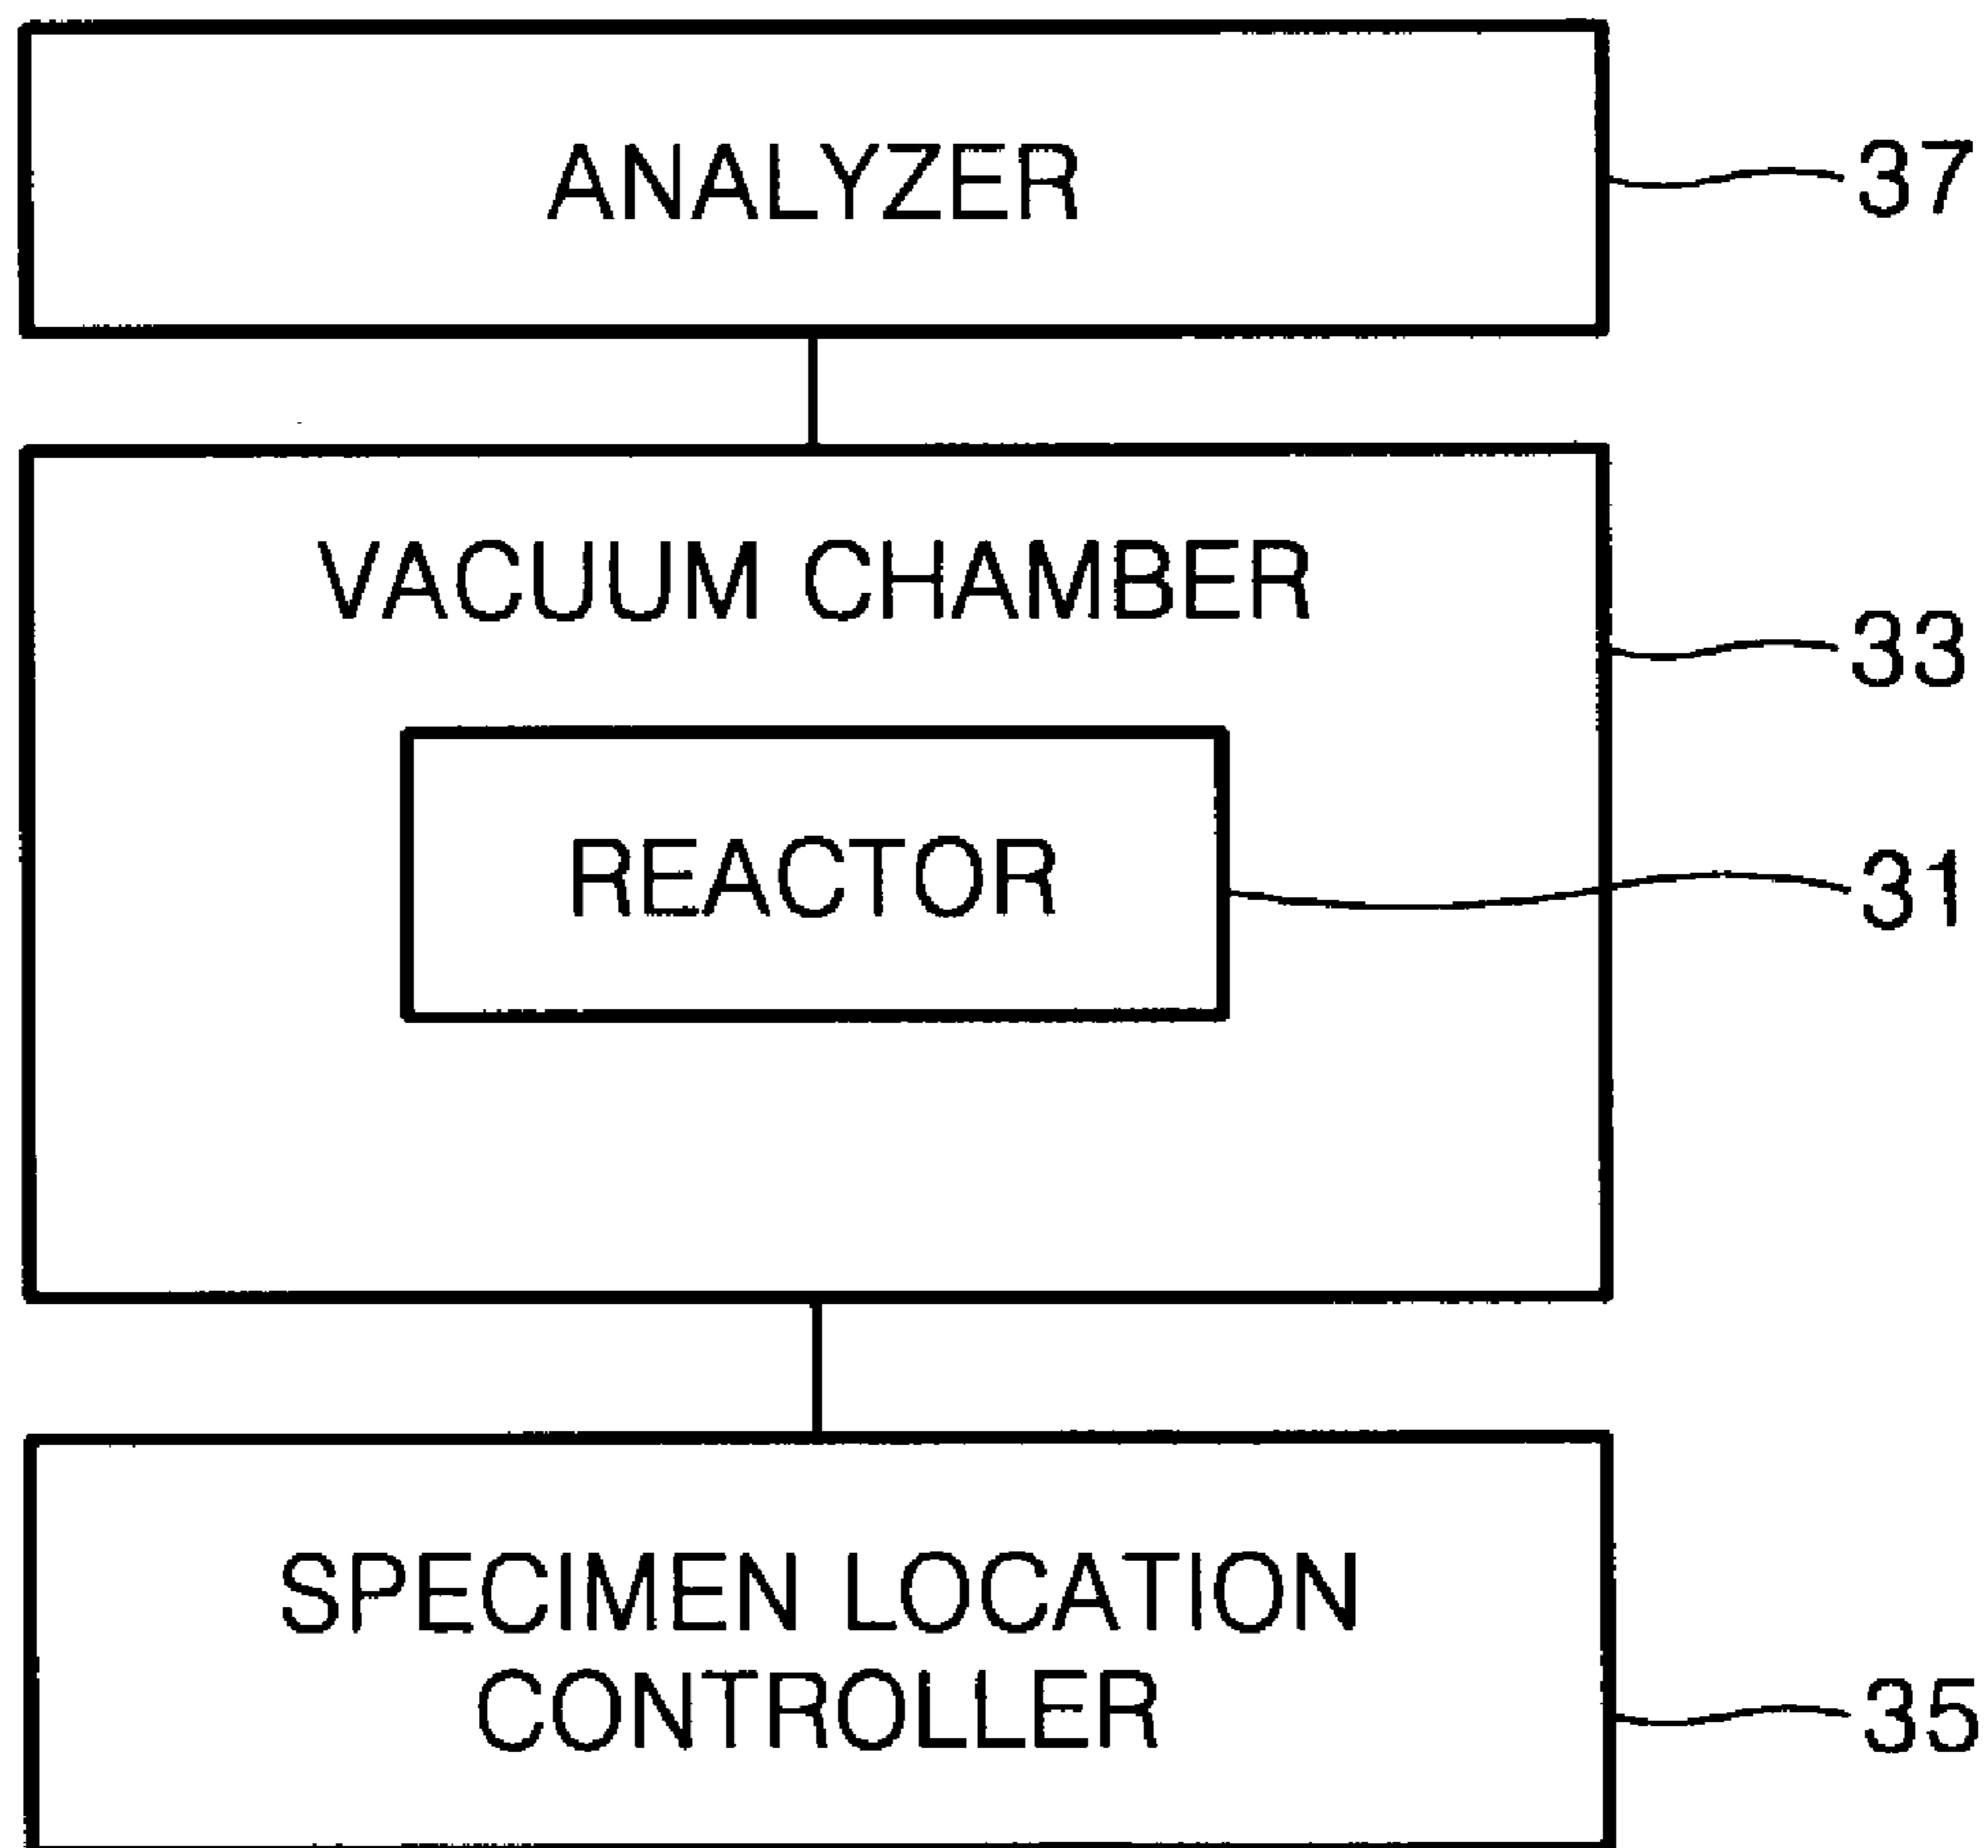 ANALYZER
37
VACUUM CHAMBER
33
REACTOR
31
SPECIMEN LOCATION
CONTROLLER
35